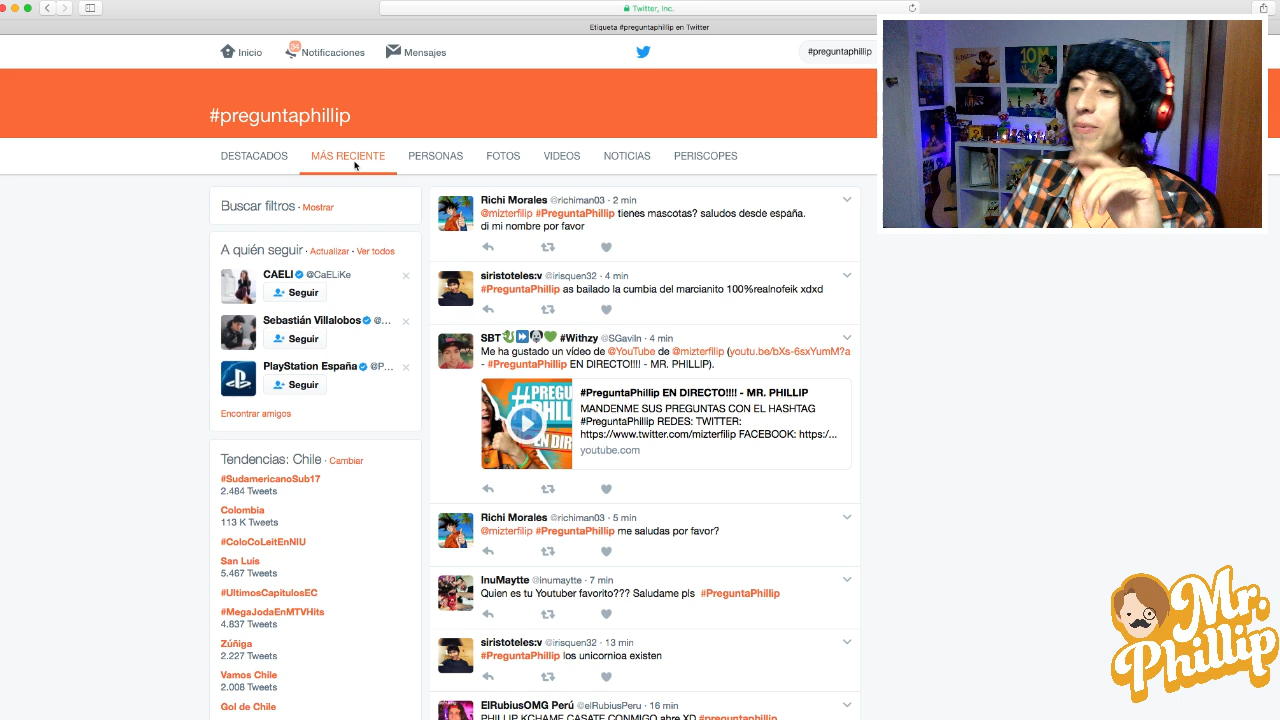 Twitter, Inc.
Etiqueta #preguntaphillip en Twitter
Inicio
Notificaciones
Mensajes
#preguntaphillip
#preguntaphillip
DESTACADOS
MÁS RECIENTE
PERSONAS
FOTOS
VIDEOS
NOTICIAS
PERISCOPES
Buscar filtros · Mostrar
A quién seguir · Actualizar · Ver todos
CAELI @CaELiKe
Seguir
Sebastián Villalobos @...
Seguir
PlayStation España @P...
Seguir
Encontrar amigos
Tendencias: Chile · Cambiar
#SudamericanoSub17
2.484 Tweets
Colombia
113 K Tweets
#ColoCoLeitEnNIU
San Luis
5.467 Tweets
#UltimosCapitulosEC
#MegaJodaEnMTVHits
4.837 Tweets
Zúñiga
2.227 Tweets
Vamos Chile
2.008 Tweets
Gol de Chile
Richi Morales @richiman03 · 2 min
@mizterfilip #PreguntaPhillip tienes mascotas? saludos desde españa.
di mi nombre por favor
siristoteles:v @irisquen32 · 4 min
#PreguntaPhillip as bailado la cumbia del marcianito 100%realnofeik xdxd
SBT #Withzy @SGaviln · 4 min
Me ha gustado un vídeo de @YouTube de @mizterfilip (youtu.be/bXs-6sxYumM?a
- #PreguntaPhillip EN DIRECTO!!!! - MR. PHILLIP).
#PREGU
PHIL
EN DIR
#PreguntaPhillip EN DIRECTO!!!! - MR. PHILLIP
MANDENME SUS PREGUNTAS CON EL HASHTAG
#PreguntaPhillip REDES: TWITTER:
https://www.twitter.com/mizterfilip FACEBOOK: https:/...
youtube.com
Richi Morales @richiman03 · 5 min
@mizterfilip #PreguntaPhillip me saludas por favor?
InuMaytte @inumaytte · 7 min
Quien es tu Youtuber favorito??? Saludame pls #PreguntaPhillip
siristoteles:v @irisquen32 · 13 min
#PreguntaPhillip los unicornioa existen
ElRubiusOMG Perú @elRubiusPeru · 16 min
PHILLIP KCHAME CASATE CONMIGO ahre XD #preguntaphillip
10M
Mr.
Phillip